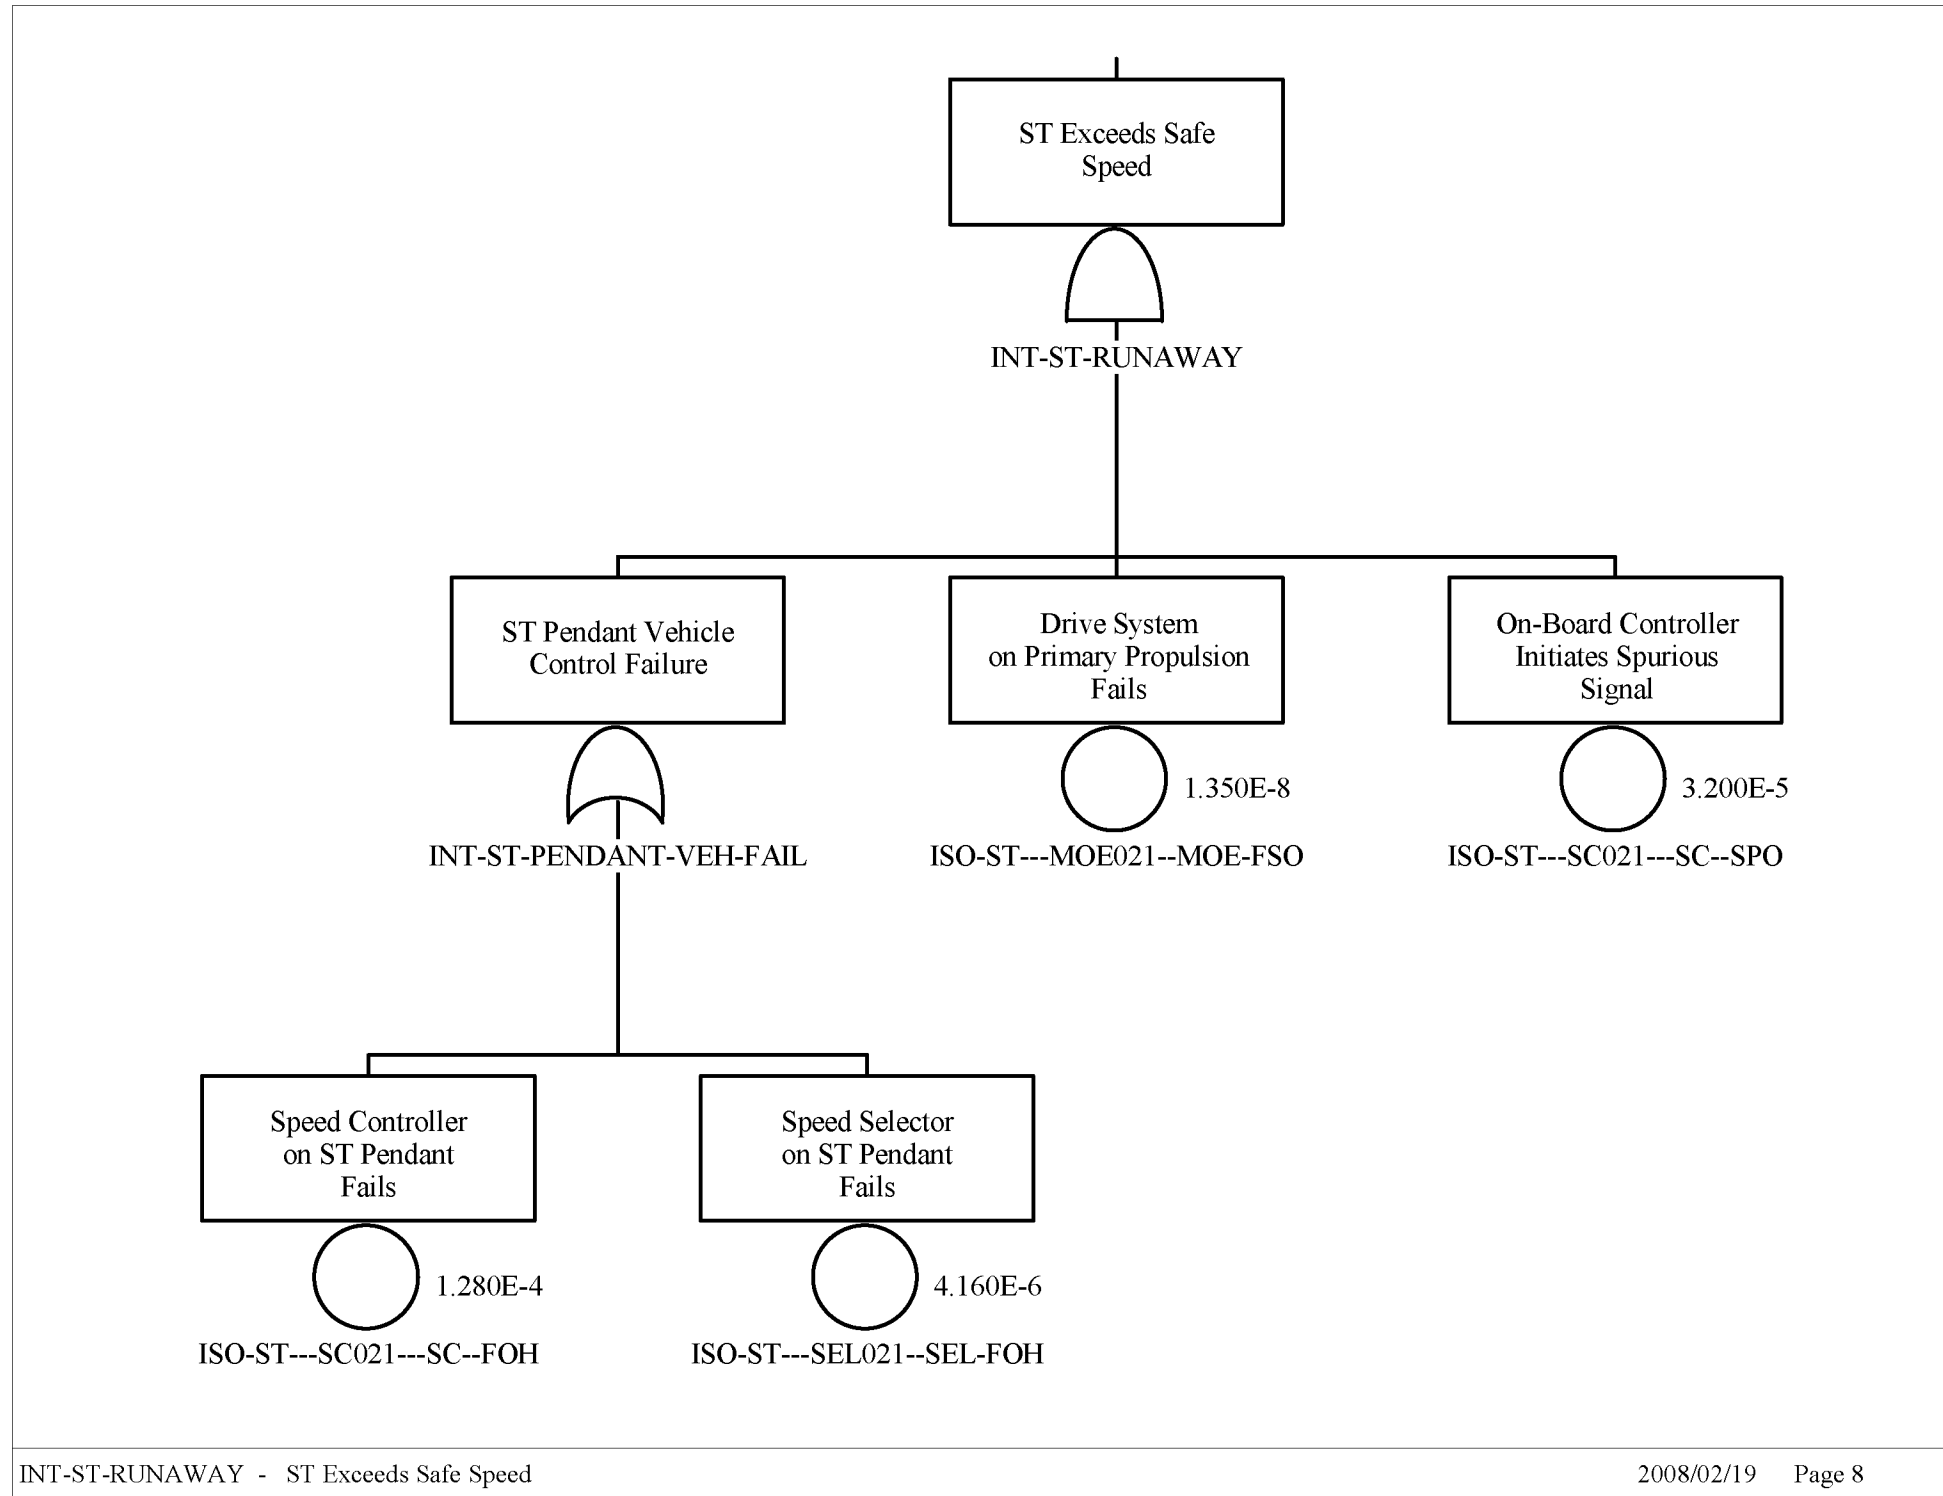 ST Exceeds Safe
Speed
INT-ST-RUNAWAY
ST Pendant Vehicle
Control Failure
INT-ST-PENDANT-VEH-FAIL
Drive System
on Primary Propulsion
Fails
1.350E-8
ISO-ST---MOE021--MOE-FSO
On-Board Controller
Initiates Spurious
Signal
3.200E-5
ISO-ST---SC021---SC--SPO
Speed Controller
on ST Pendant
Fails
1.280E-4
ISO-ST---SC021---SC--FOH
Speed Selector
on ST Pendant
Fails
4.160E-6
ISO-ST---SEL021--SEL-FOH
INT-ST-RUNAWAY - ST Exceeds Safe Speed
2008/02/19 Page 8